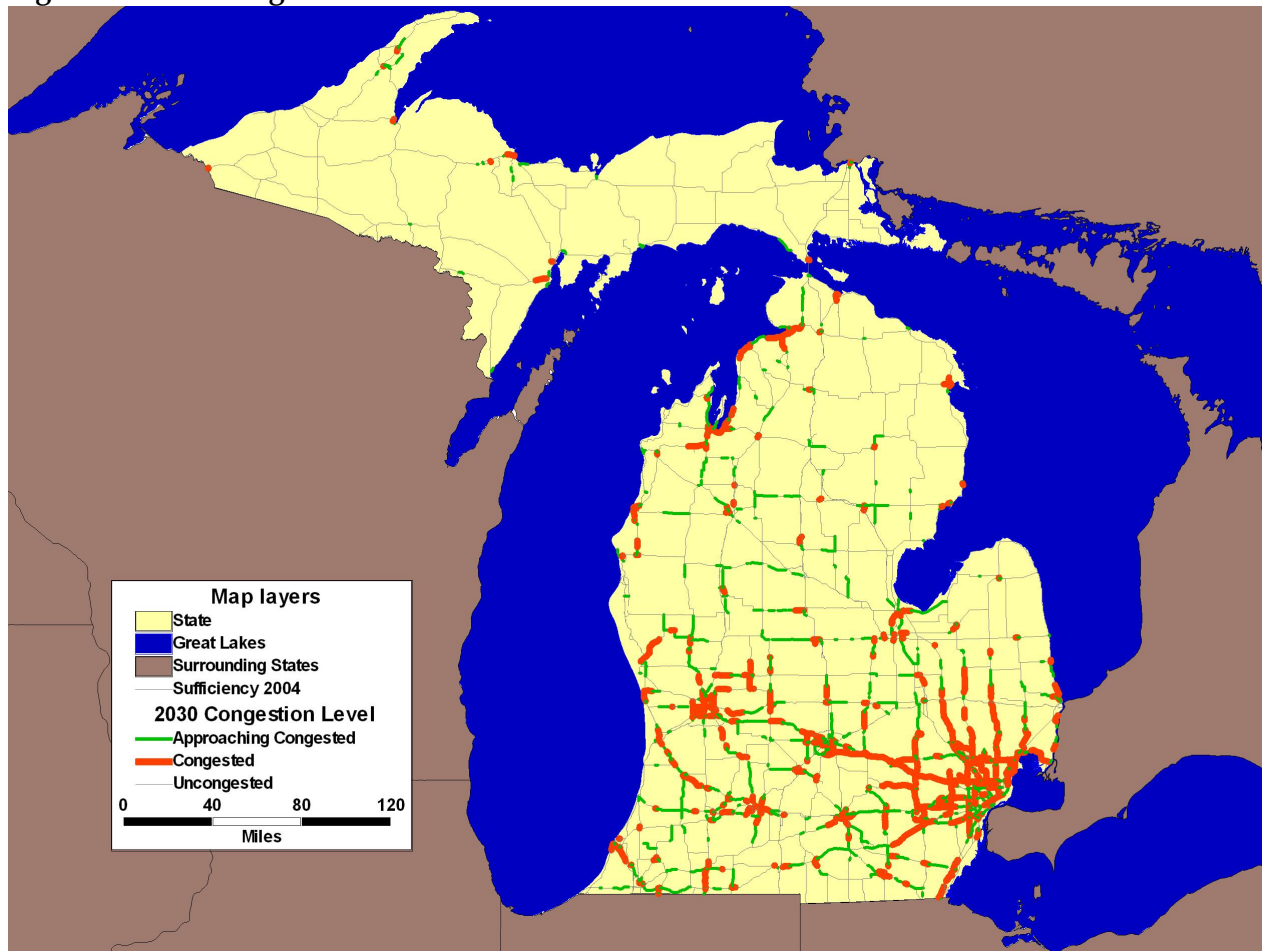 Map layers
State
Great Lakes
Surrounding States
Sufficiency 2004
2030 Congestion Level
Approaching Congested
Congested
Uncongested
0 40 80 120
Miles